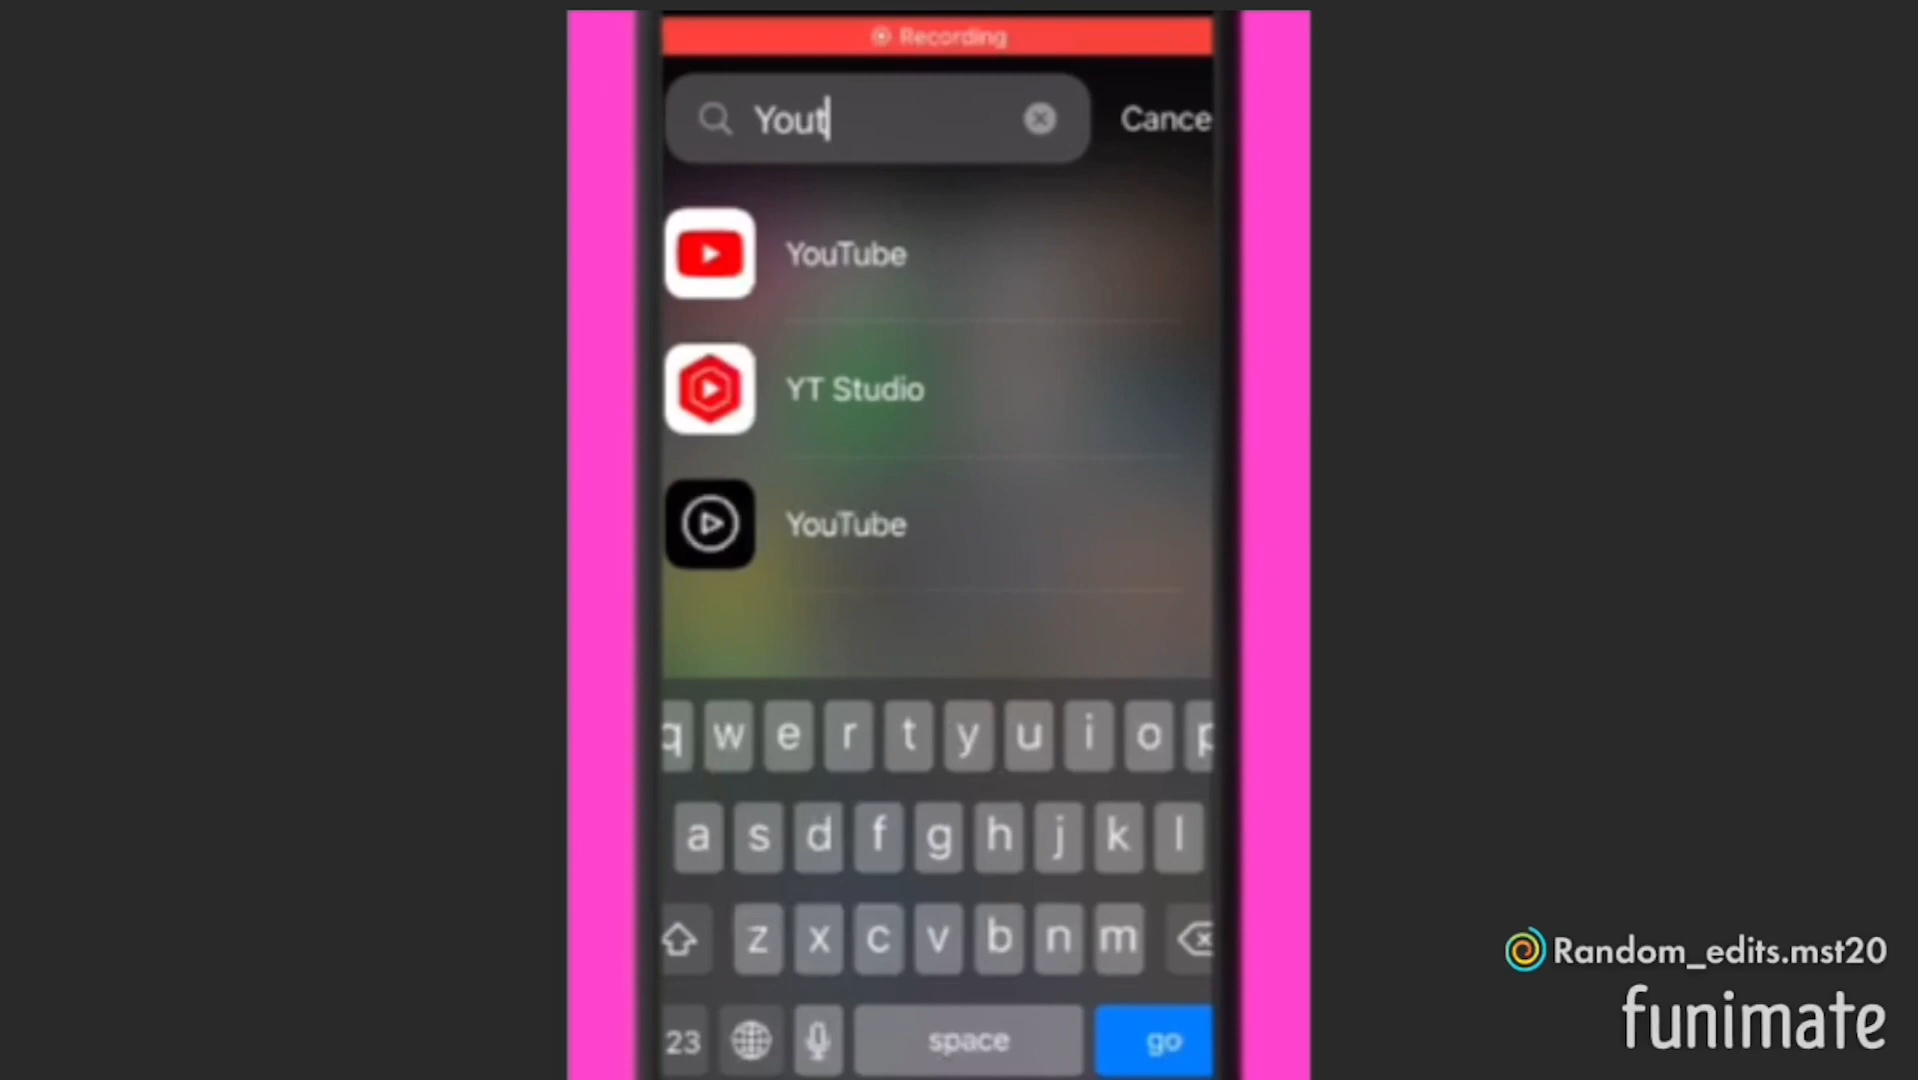 Recording
Yout
Cance
YouTube
YT Studio
YouTube
q w e r t y u i o p
a s d f g h j k l
z x c v b n m
23 space go
Random_edits.mst20
funimate